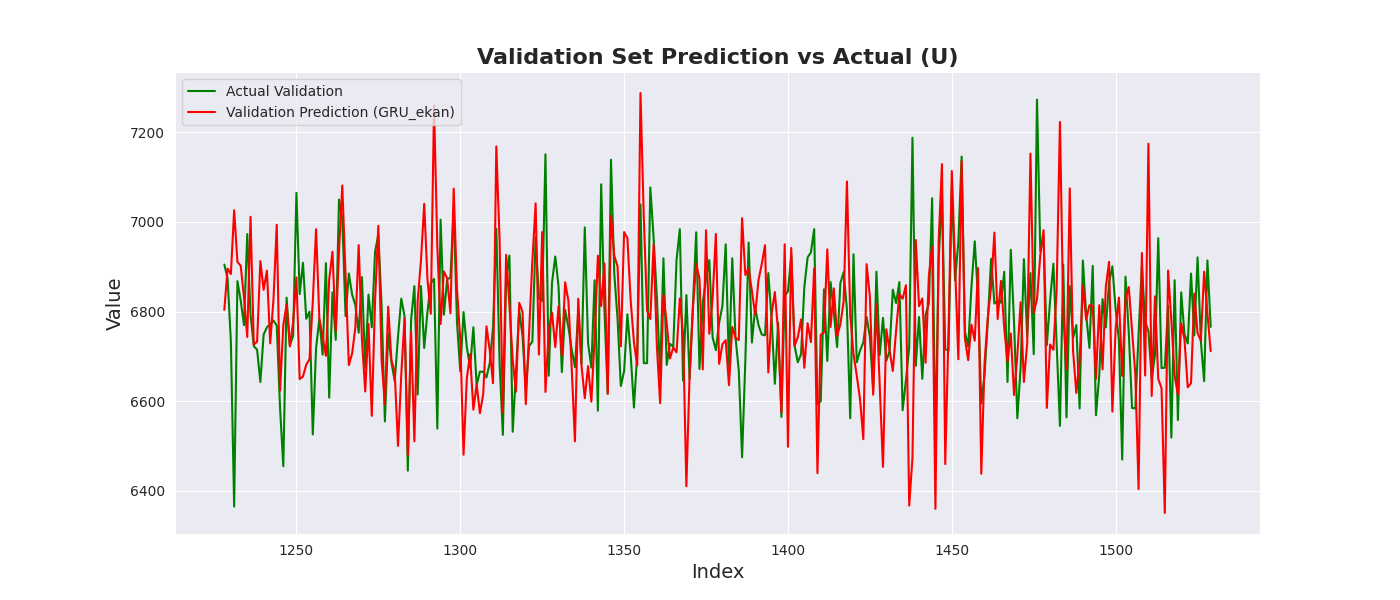 Validation Set Prediction vs Actual (U)
Actual Validation
Validation Prediction (GRU_ekan)
Value
7200
7000
6800
6600
6400
1250
1300
1350
1400
1450
1500
Index